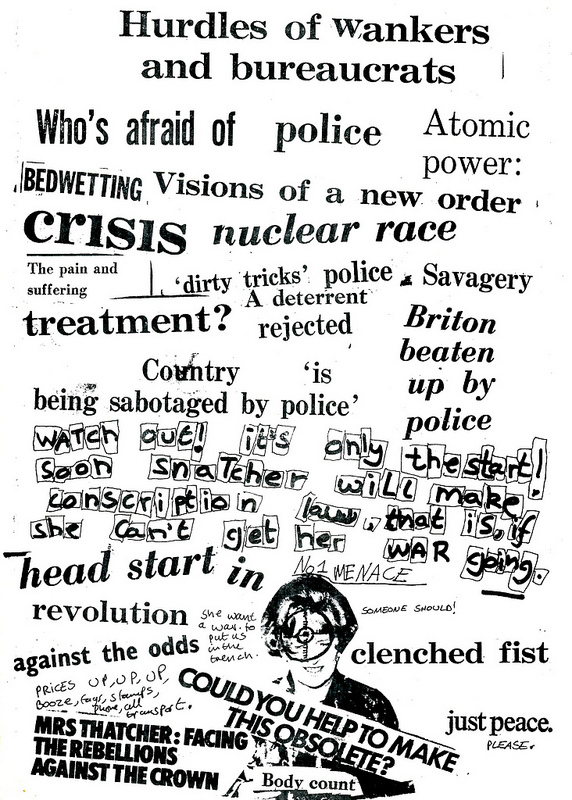 Hurdles of wankers
and bureaucrats
Who's afraid of police
Atomic
power:
BEDWETTING Visions of a new order
crisis nuclear race
The pain and
suffering
'dirty tricks' police
Savagery
treatment?
A deterrent
rejected
Briton
beaten
up by
police
Country 'is
being sabotaged by police'
WATCH out! it's only the start!
Soon SnaTcher wiLL make
conscription law, that is, if
she can't get her WAR going.
head start in
No 1 MENACE
revolution
she want
a war. to
put us
in the
trench.
SOMEONE SHOULD!
against the odds
clenched fist
PRICES UP, UP, UP,
booze, fags, stamps,
phone, all
transport.
COULD YOU HELP TO MAKE
THIS OBSOLETE?
just peace.
PLEASE.
MRS THATCHER: FACING
THE REBELLIONS
AGAINST THE CROWN
Body count